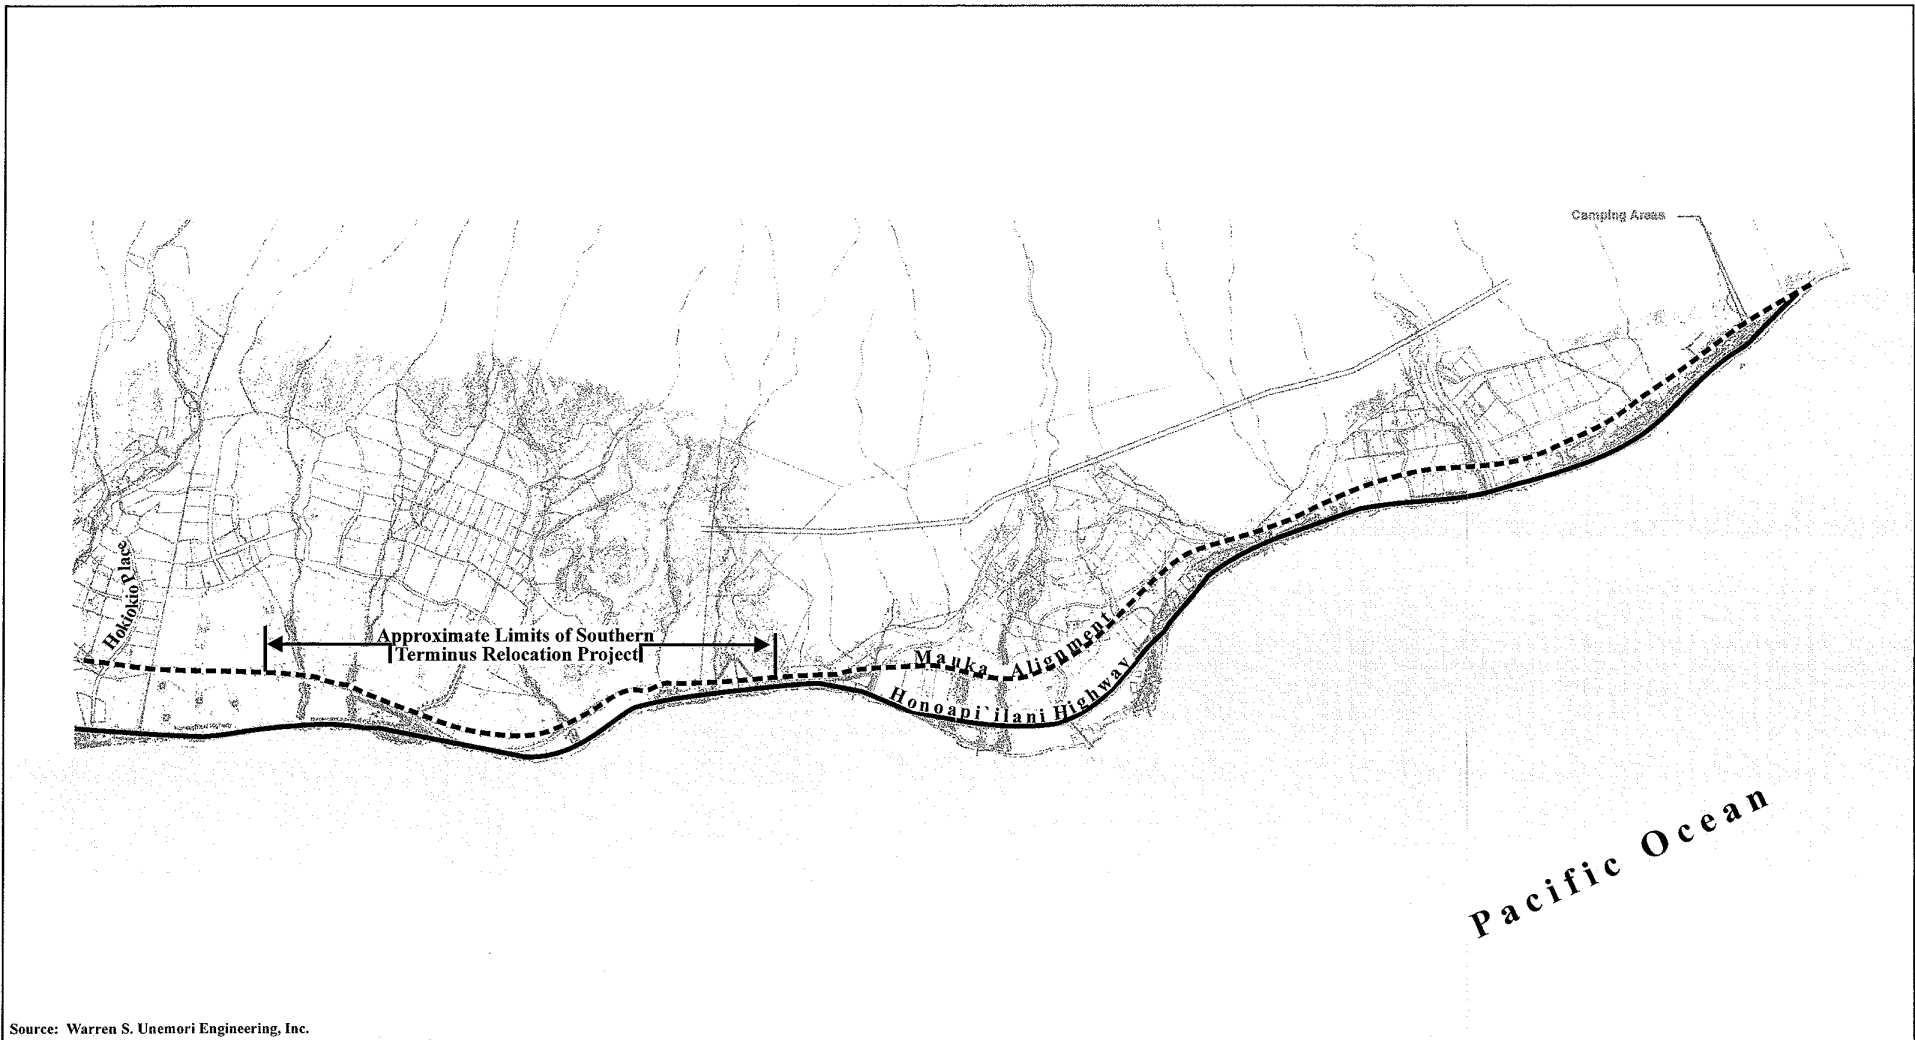 Camping Areas
Hokiokio Place
Approximate Limits of Southern
Terminus Relocation Project
Mauka Alignment
Honoapi`ilani Highway
Pacific Ocean
Source: Warren S. Unemori Engineering, Inc.